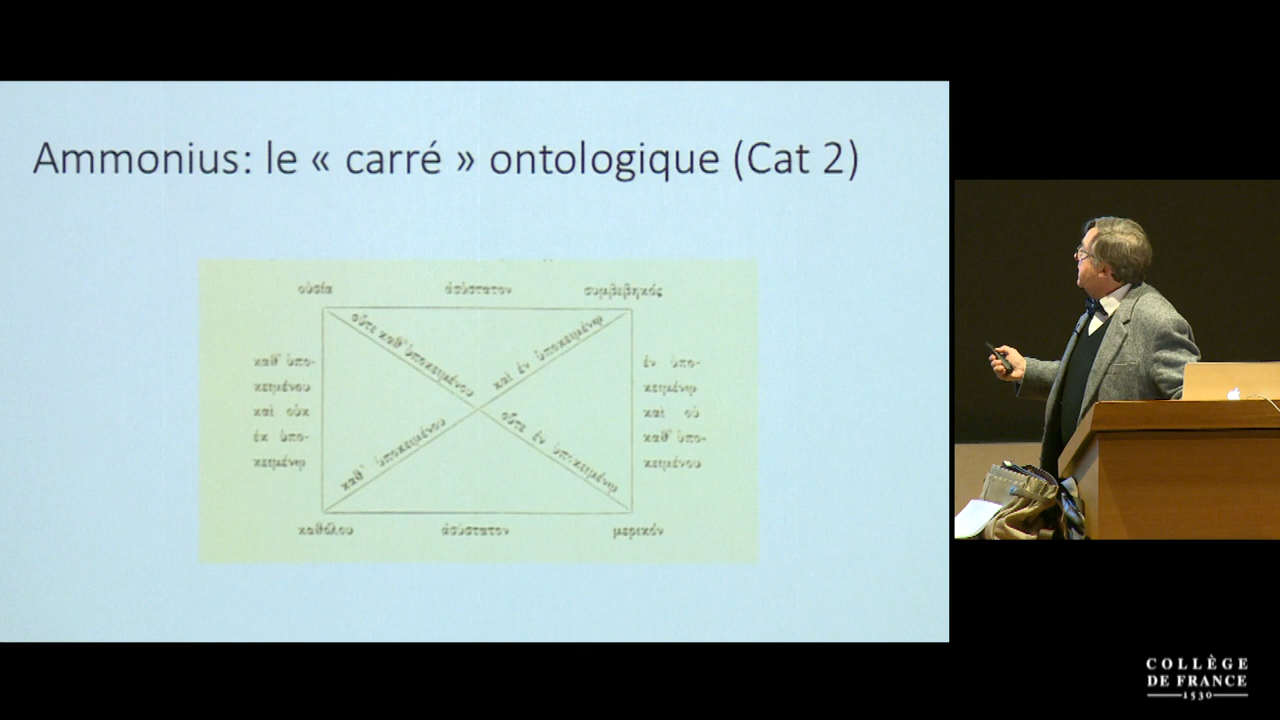 Ammonius: le « carré » ontologique (Cat 2)
οὐσία ἀσύστατον συμβεβηκός
οὔτε καθ' ὑποκειμένου
καὶ ἐν ὑποκειμένῳ
καθ' ὑπο-
κειμένου
καὶ οὐκ
ἐκ ὑπο-
κειμένῳ
ἐν ὑπο-
κειμένῳ
καὶ οὐ
καθ' ὑπο-
κειμένου
καθ' ὑποκειμένου
οὔτε ἐν ὑποκειμένῳ
καθόλου ἀσύστατον μερικόν
COLLÈGE
DE FRANCE
1530